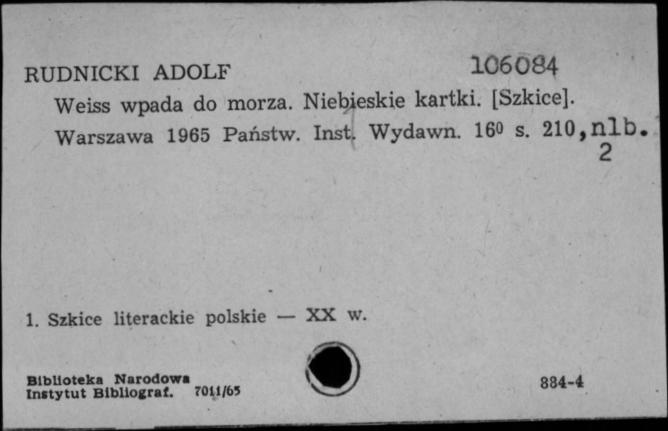 RUDNICKI ADOLF 106084
Weiss wpada do morza. Niebieskie kartki. [Szkice].
Warszawa 1965 Państw. Inst. Wydawn. 16⁰ s. 210, nlb.
2
1. Szkice literackie polskie — XX w.
Biblioteka Narodowa
Instytut Bibliograf. 7011/65
884-4